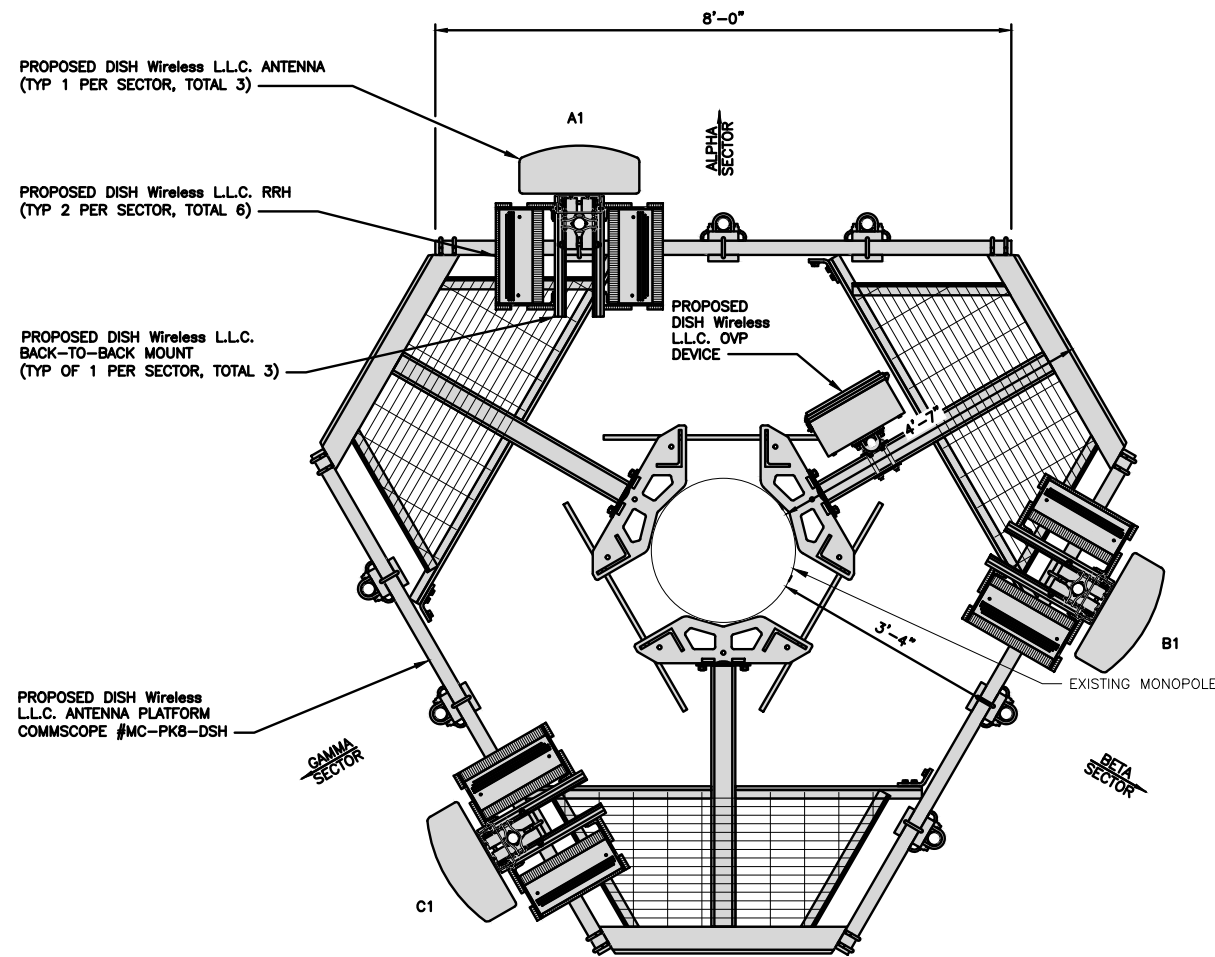 8'-0"
PROPOSED DISH Wireless L.L.C. ANTENNA
(TYP 1 PER SECTOR, TOTAL 3)
A1
ALPHA
SECTOR
PROPOSED DISH Wireless L.L.C. RRH
(TYP 2 PER SECTOR, TOTAL 6)
PROPOSED
DISH Wireless
L.L.C. OVP
DEVICE
PROPOSED DISH Wireless L.L.C.
BACK-TO-BACK MOUNT
(TYP OF 1 PER SECTOR, TOTAL 3)
4'-7"
3'-4"
B1
EXISTING MONOPOLE
PROPOSED DISH Wireless
L.L.C. ANTENNA PLATFORM
COMMSCOPE #MC-PK8-DSH
GAMMA
SECTOR
BETA
SECTOR
C1